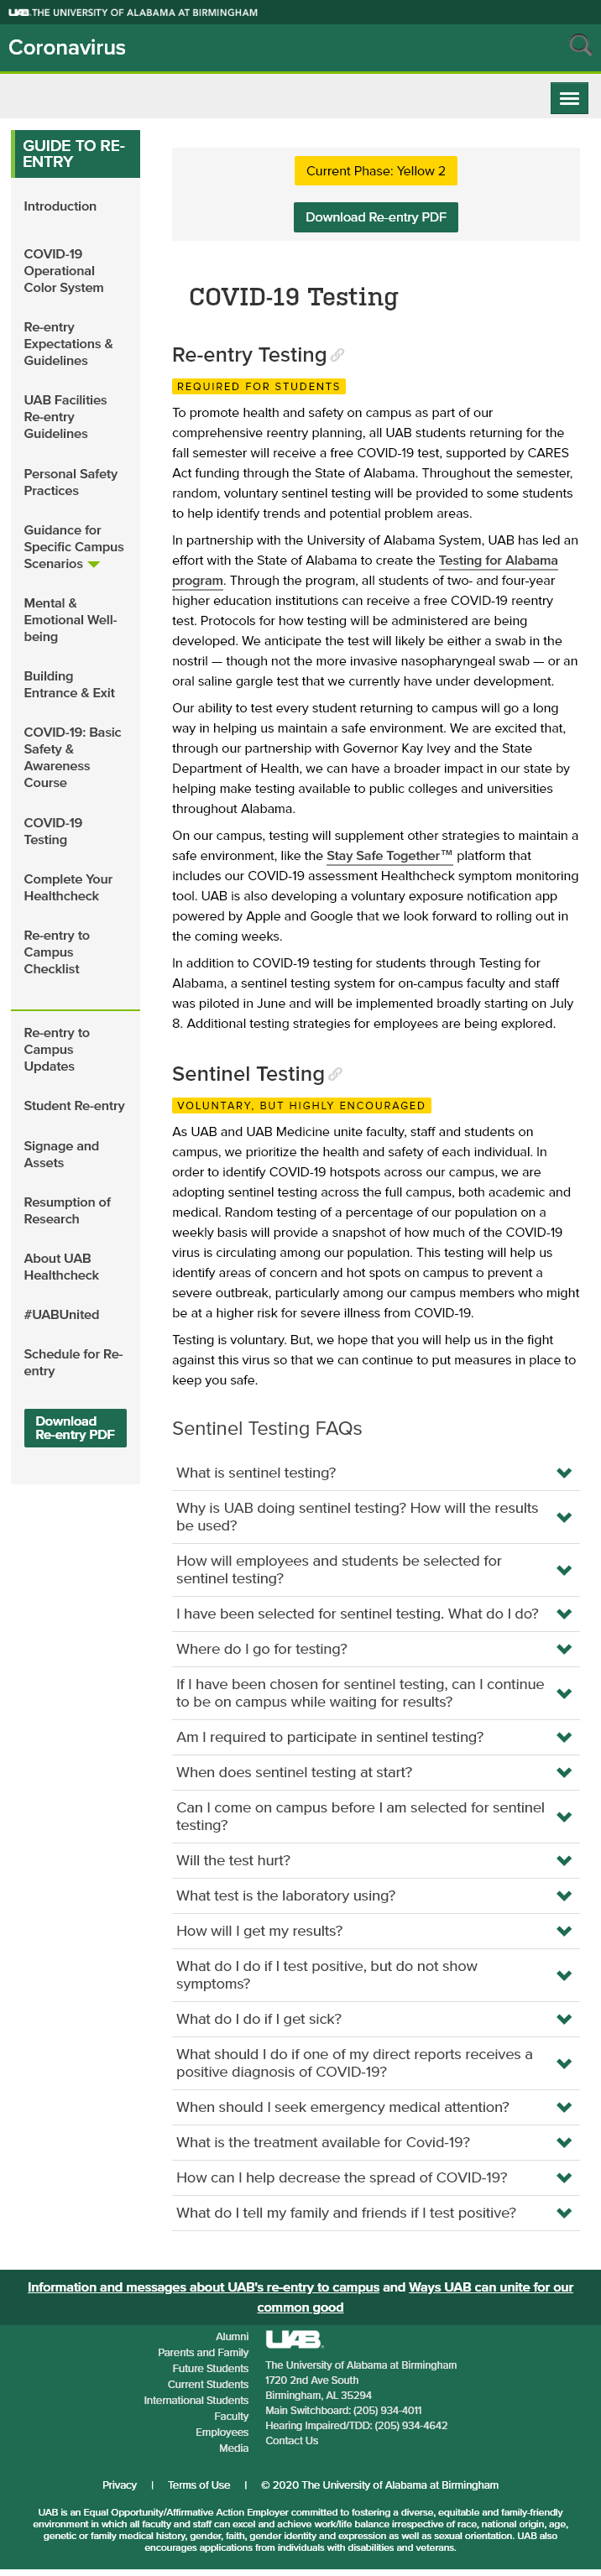 UAB THE UNIVERSITY OF ALABAMA AT BIRMINGHAM
Coronavirus
GUIDE TO RE-
ENTRY
Introduction
COVID-19
Operational
Color System
Re-entry
Expectations &
Guidelines
UAB Facilities
Re-entry
Guidelines
Personal Safety
Practices
Guidance for
Specific Campus
Scenarios
Mental &
Emotional Well-
being
Building
Entrance & Exit
COVID-19: Basic
Safety &
Awareness
Course
COVID-19
Testing
Complete Your
Healthcheck
Re-entry to
Campus
Checklist
Re-entry to
Campus
Updates
Student Re-entry
Signage and
Assets
Resumption of
Research
About UAB
Healthcheck
#UABUnited
Schedule for Re-
entry
Download
Re-entry PDF
Current Phase: Yellow 2
Download Re-entry PDF
COVID-19 Testing
Re-entry Testing
REQUIRED FOR STUDENTS
To promote health and safety on campus as part of our
comprehensive reentry planning, all UAB students returning for the
fall semester will receive a free COVID-19 test, supported by CARES
Act funding through the State of Alabama. Throughout the semester,
random, voluntary sentinel testing will be provided to some students
to help identify trends and potential problem areas.
In partnership with the University of Alabama System, UAB has led an
effort with the State of Alabama to create the Testing for Alabama
program. Through the program, all students of two- and four-year
higher education institutions can receive a free COVID-19 reentry
test. Protocols for how testing will be administered are being
developed. We anticipate the test will likely be either a swab in the
nostril — though not the more invasive nasopharyngeal swab — or an
oral saline gargle test that we currently have under development.
Our ability to test every student returning to campus will go a long
way in helping us maintain a safe environment. We are excited that,
through our partnership with Governor Kay Ivey and the State
Department of Health, we can have a broader impact in our state by
helping make testing available to public colleges and universities
throughout Alabama.
On our campus, testing will supplement other strategies to maintain a
safe environment, like the Stay Safe Together™ platform that
includes our COVID-19 assessment Healthcheck symptom monitoring
tool. UAB is also developing a voluntary exposure notification app
powered by Apple and Google that we look forward to rolling out in
the coming weeks.
In addition to COVID-19 testing for students through Testing for
Alabama, a sentinel testing system for on-campus faculty and staff
was piloted in June and will be implemented broadly starting on July
8. Additional testing strategies for employees are being explored.
Sentinel Testing
VOLUNTARY, BUT HIGHLY ENCOURAGED
As UAB and UAB Medicine unite faculty, staff and students on
campus, we prioritize the health and safety of each individual. In
order to identify COVID-19 hotspots across our campus, we are
adopting sentinel testing across the full campus, both academic and
medical. Random testing of a percentage of our population on a
weekly basis will provide a snapshot of how much of the COVID-19
virus is circulating among our population. This testing will help us
identify areas of concern and hot spots on campus to prevent a
severe outbreak, particularly among our campus members who might
be at a higher risk for severe illness from COVID-19.
Testing is voluntary. But, we hope that you will help us in the fight
against this virus so that we can continue to put measures in place to
keep you safe.
Sentinel Testing FAQs
What is sentinel testing?
Why is UAB doing sentinel testing? How will the results
be used?
How will employees and students be selected for
sentinel testing?
I have been selected for sentinel testing. What do I do?
Where do I go for testing?
If I have been chosen for sentinel testing, can I continue
to be on campus while waiting for results?
Am I required to participate in sentinel testing?
When does sentinel testing at start?
Can I come on campus before I am selected for sentinel
testing?
Will the test hurt?
What test is the laboratory using?
How will I get my results?
What do I do if I test positive, but do not show
symptoms?
What do I do if I get sick?
What should I do if one of my direct reports receives a
positive diagnosis of COVID-19?
When should I seek emergency medical attention?
What is the treatment available for Covid-19?
How can I help decrease the spread of COVID-19?
What do I tell my family and friends if I test positive?
Information and messages about UAB's re-entry to campus and Ways UAB can unite for our
common good
Alumni
Parents and Family
Future Students
Current Students
International Students
Faculty
Employees
Media
UAB
The University of Alabama at Birmingham
1720 2nd Ave South
Birmingham, AL 35294
Main Switchboard: (205) 934-4011
Hearing Impaired/TDD: (205) 934-4642
Contact Us
Privacy | Terms of Use | © 2020 The University of Alabama at Birmingham
UAB is an Equal Opportunity/Affirmative Action Employer committed to fostering a diverse, equitable and family-friendly
environment in which all faculty and staff can excel and achieve work/life balance irrespective of race, national origin, age,
genetic or family medical history, gender, faith, gender identity and expression as well as sexual orientation. UAB also
encourages applications from individuals with disabilities and veterans.